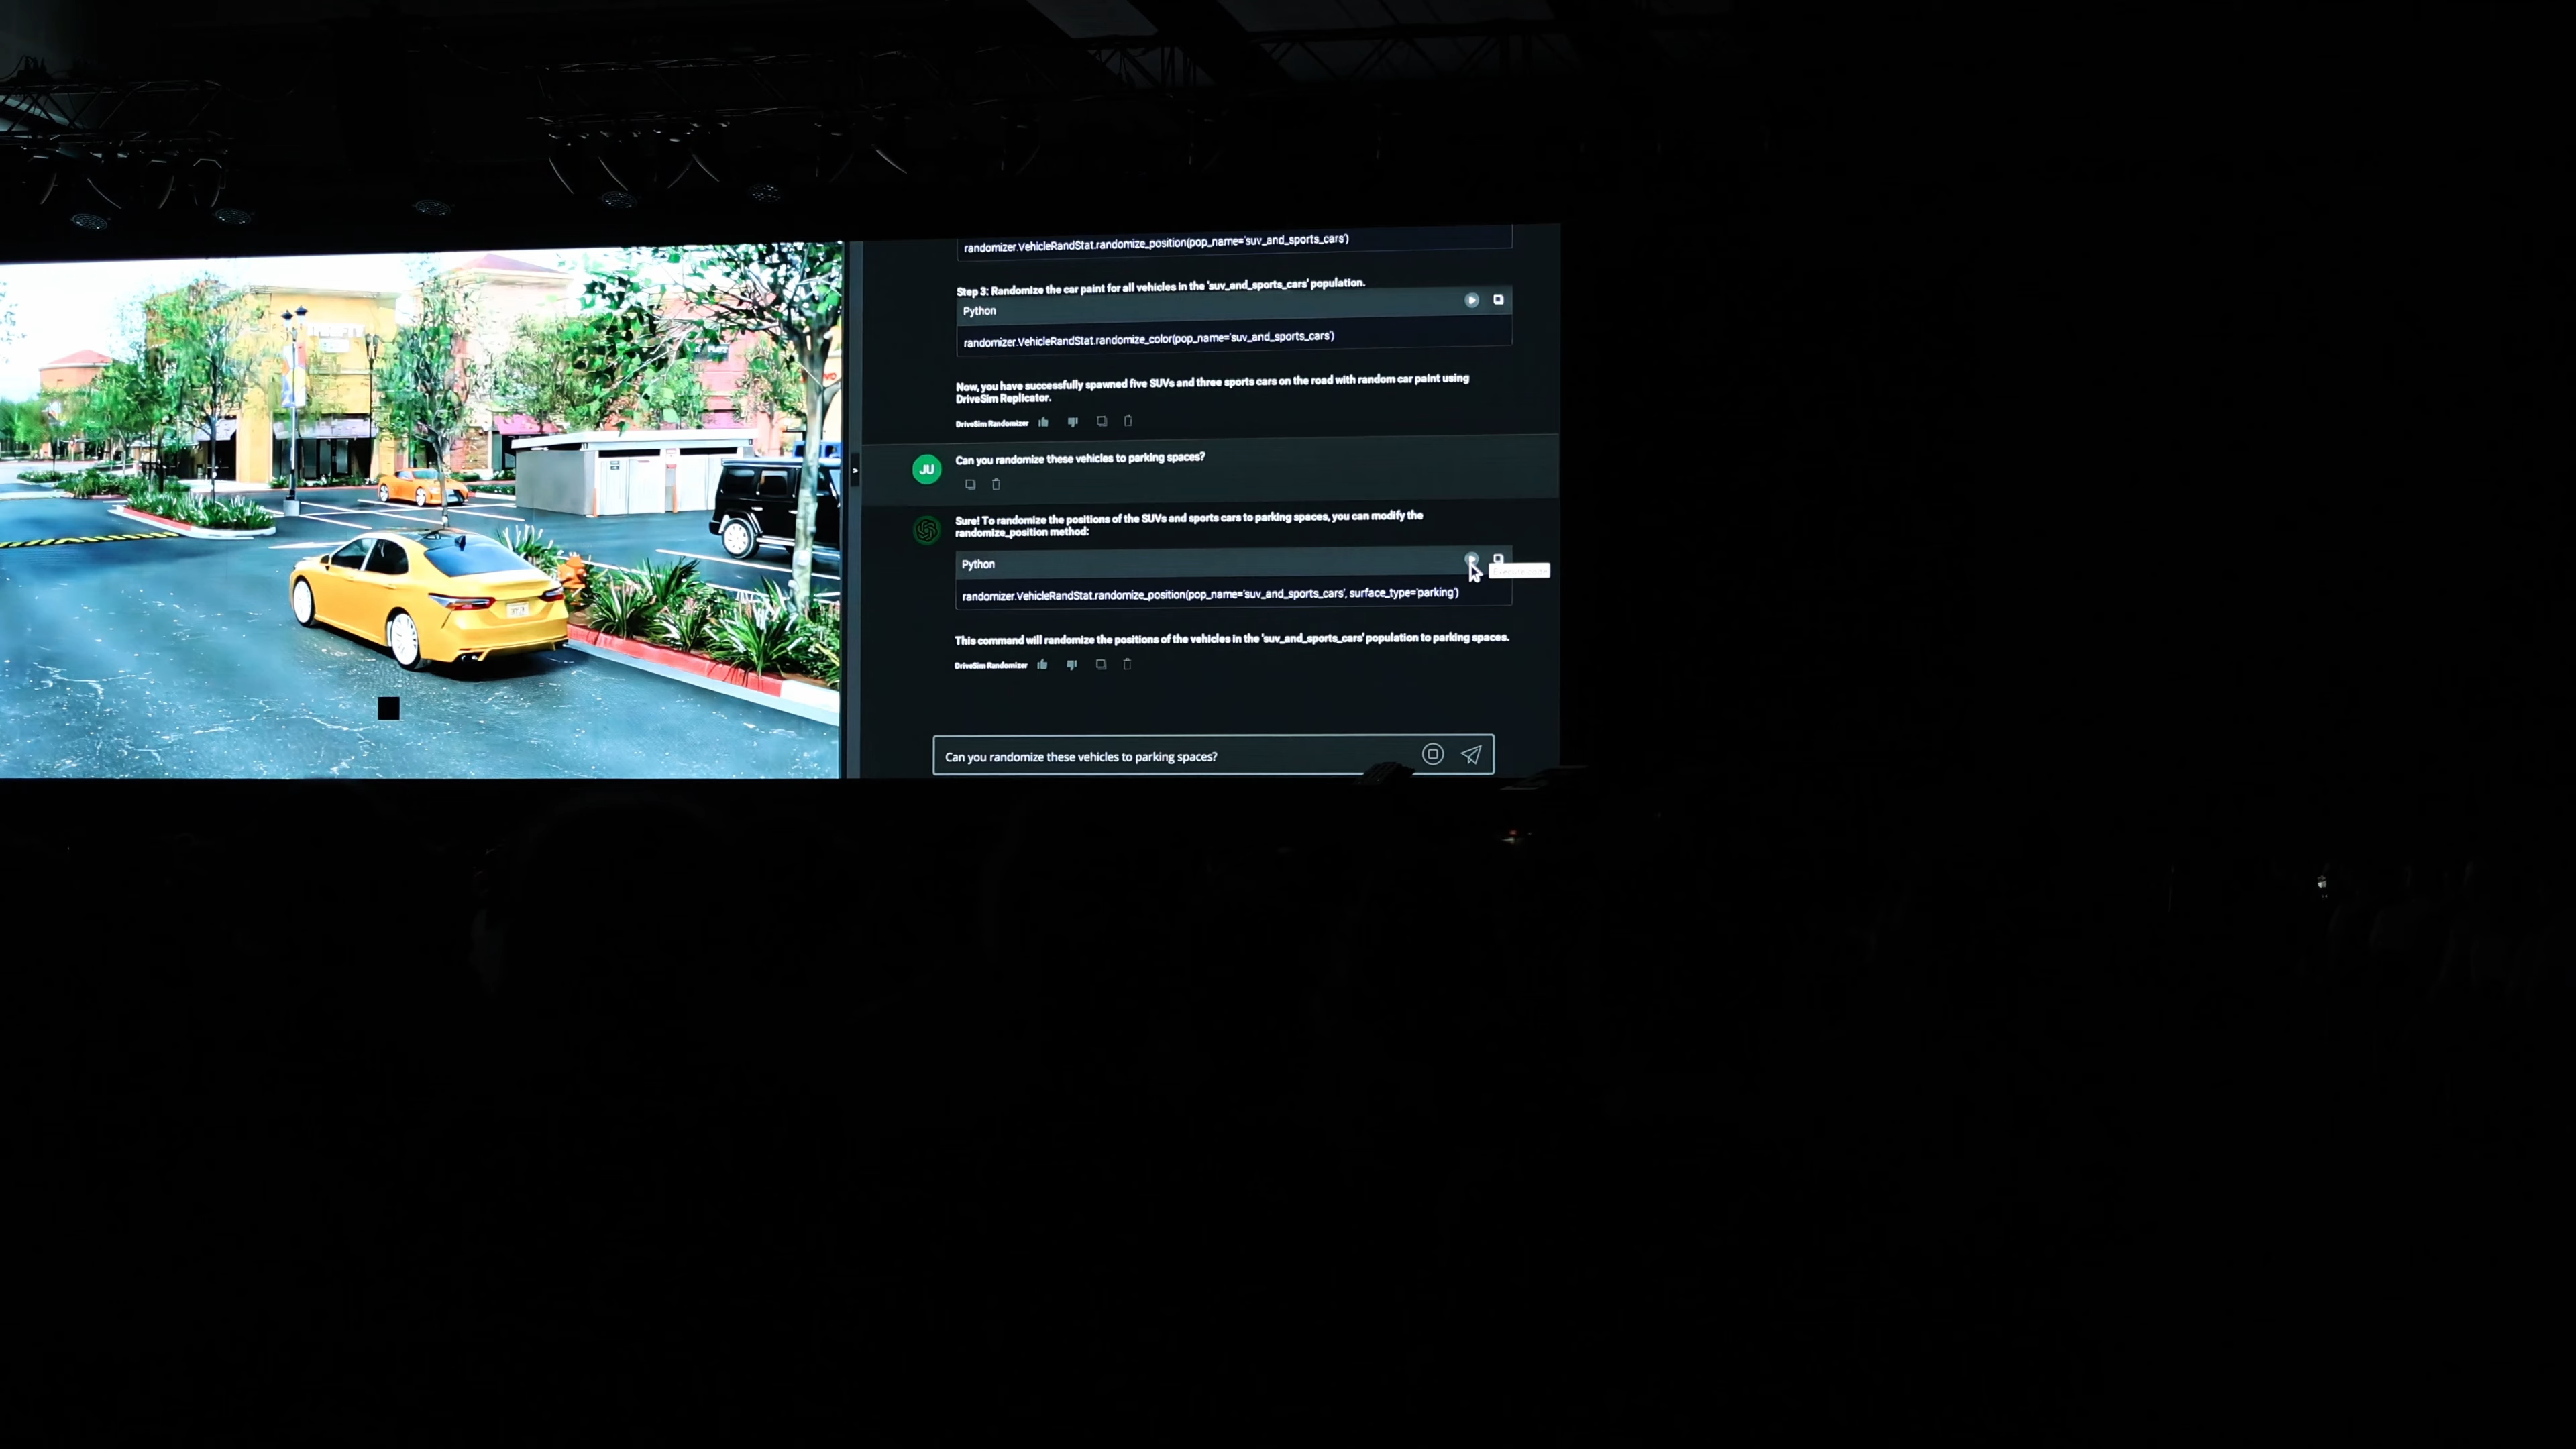 randomizer.VehicleRandStat.randomize_position(pop_name='suv_and_sports_cars')
Step 3: Randomize the car paint for all vehicles in the 'suv_and_sports_cars' population.
Python
randomizer.VehicleRandStat.randomize_color(pop_name='suv_and_sports_cars')
Now, you have successfully spawned five SUVs and three sports cars on the road with random car paint using
DriveSim Replicator.
DriveSim Randomizer
JU
Can you randomize these vehicles to parking spaces?
Sure! To randomize the positions of the SUVs and sports cars to parking spaces, you can modify the
randomize_position method:
Python
randomizer.VehicleRandStat.randomize_position(pop_name='suv_and_sports_cars', surface_type='parking')
This command will randomize the positions of the vehicles in the 'suv_and_sports_cars' population to parking spaces.
DriveSim Randomizer
Can you randomize these vehicles to parking spaces?